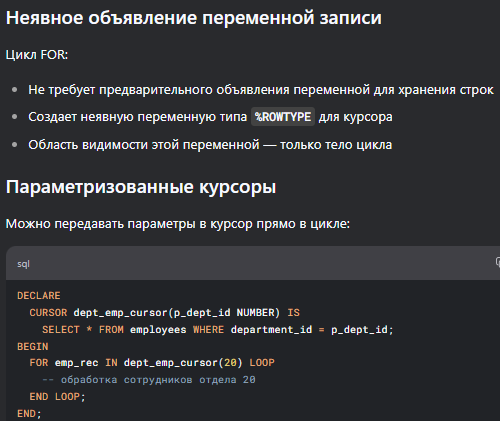 Неявное объявление переменной записи
Цикл FOR:
• Не требует предварительного объявления переменной для хранения строк
• Создает неявную переменную типа %ROWTYPE для курсора
• Область видимости этой переменной — только тело цикла
Параметризованные курсоры
Можно передавать параметры в курсор прямо в цикле:
sql
DECLARE
  CURSOR dept_emp_cursor(p_dept_id NUMBER) IS
    SELECT * FROM employees WHERE department_id = p_dept_id;
BEGIN
  FOR emp_rec IN dept_emp_cursor(20) LOOP
    -- обработка сотрудников отдела 20
  END LOOP;
END;